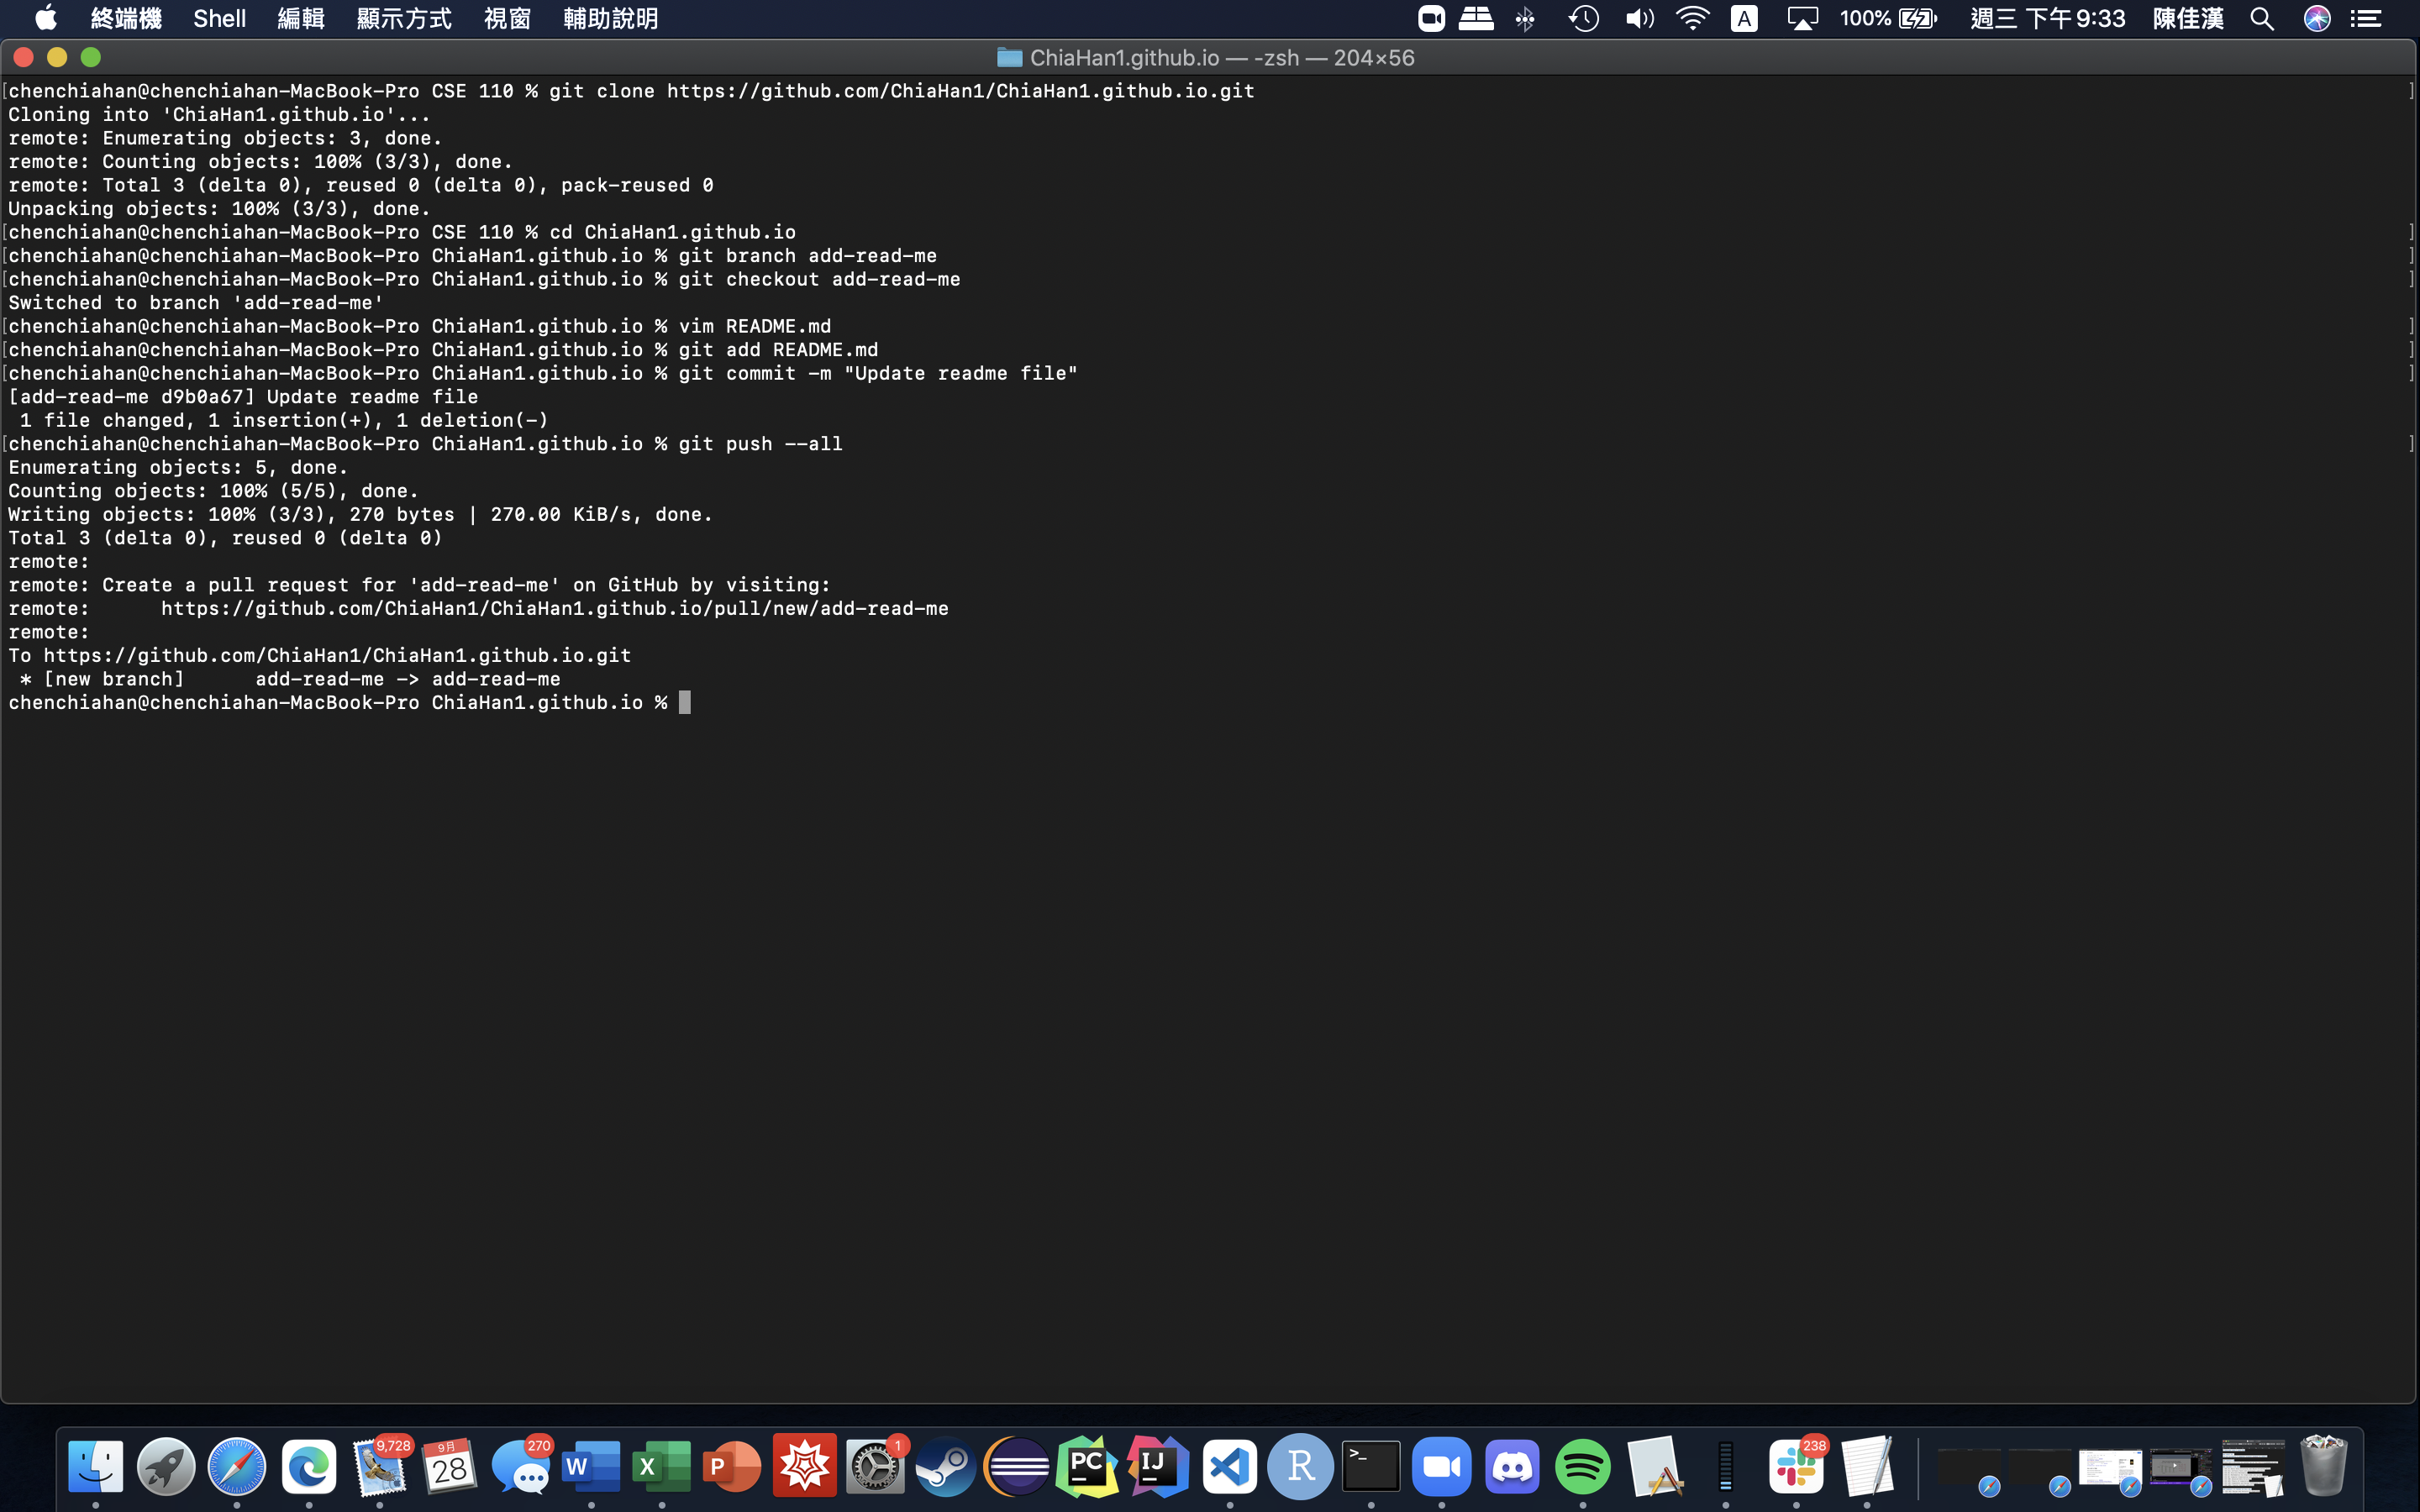 終端機 Shell 編輯 顯示方式 視窗 輔助說明 A 100% 週三 下午9:33 陳佳漢
ChiaHan1.github.io — -zsh — 204×56
[chenchiahan@chenchiahan-MacBook-Pro CSE 110 % git clone https://github.com/ChiaHan1/ChiaHan1.github.io.git ]
Cloning into 'ChiaHan1.github.io'...
remote: Enumerating objects: 3, done.
remote: Counting objects: 100% (3/3), done.
remote: Total 3 (delta 0), reused 0 (delta 0), pack-reused 0
Unpacking objects: 100% (3/3), done.
[chenchiahan@chenchiahan-MacBook-Pro CSE 110 % cd ChiaHan1.github.io ]
[chenchiahan@chenchiahan-MacBook-Pro ChiaHan1.github.io % git branch add-read-me ]
[chenchiahan@chenchiahan-MacBook-Pro ChiaHan1.github.io % git checkout add-read-me ]
Switched to branch 'add-read-me'
[chenchiahan@chenchiahan-MacBook-Pro ChiaHan1.github.io % vim README.md ]
[chenchiahan@chenchiahan-MacBook-Pro ChiaHan1.github.io % git add README.md ]
[chenchiahan@chenchiahan-MacBook-Pro ChiaHan1.github.io % git commit -m "Update readme file" ]
[add-read-me d9b0a67] Update readme file
 1 file changed, 1 insertion(+), 1 deletion(-)
[chenchiahan@chenchiahan-MacBook-Pro ChiaHan1.github.io % git push --all ]
Enumerating objects: 5, done.
Counting objects: 100% (5/5), done.
Writing objects: 100% (3/3), 270 bytes | 270.00 KiB/s, done.
Total 3 (delta 0), reused 0 (delta 0)
remote:
remote: Create a pull request for 'add-read-me' on GitHub by visiting:
remote:      https://github.com/ChiaHan1/ChiaHan1.github.io/pull/new/add-read-me
remote:
To https://github.com/ChiaHan1/ChiaHan1.github.io.git
 * [new branch]      add-read-me -> add-read-me
chenchiahan@chenchiahan-MacBook-Pro ChiaHan1.github.io %
9,728 9月 28 270 W X P 1 PC IJ R >_ 238